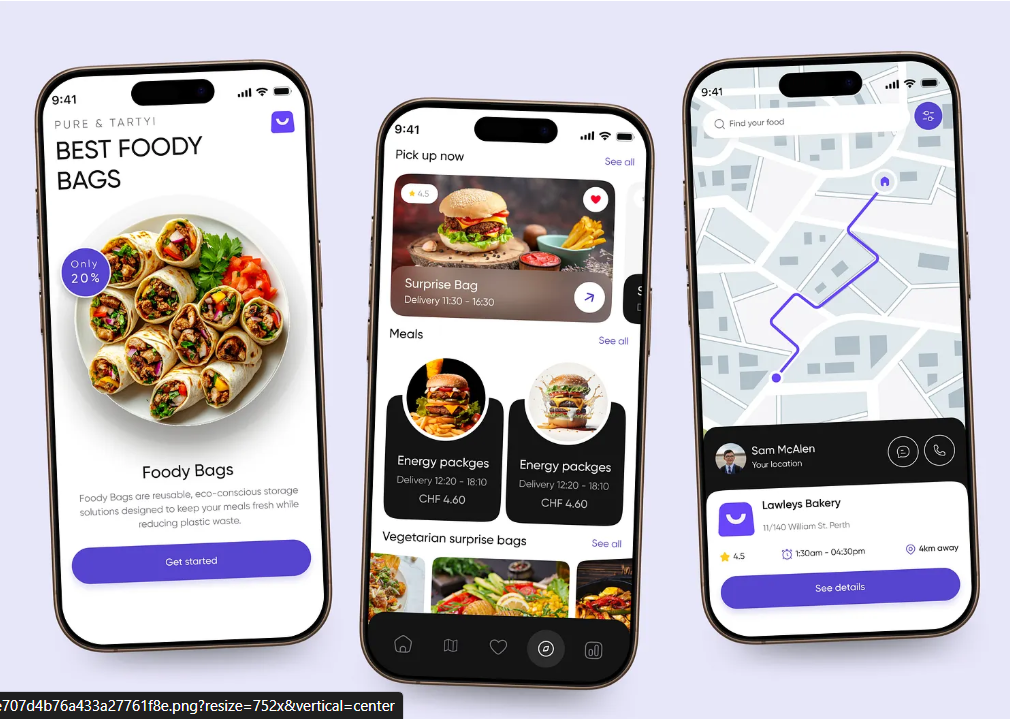 9:41
PURE & TARTY!
BEST FOODY
BAGS
Only
20%
Foody Bags
Foody Bags are reusable, eco-conscious storage
solutions designed to keep your meals fresh while
reducing plastic waste.
Get started
9:41
Pick up now
See all
4.5
Surprise Bag
Delivery 11:30 - 16:30
Meals
See all
Energy packges
Delivery 12:20 - 18:10
CHF 4.60
Energy packges
Delivery 12:20 - 18:10
CHF 4.60
Vegetarian surprise bags
See all
9:41
Find your food
Sam McAlen
Your location
Lawleys Bakery
11/140 William St. Perth
4.5
1:30am - 04:30pm
4km away
See details
e707d4b76a433a27761f8e.png?resize=752x&vertical=center